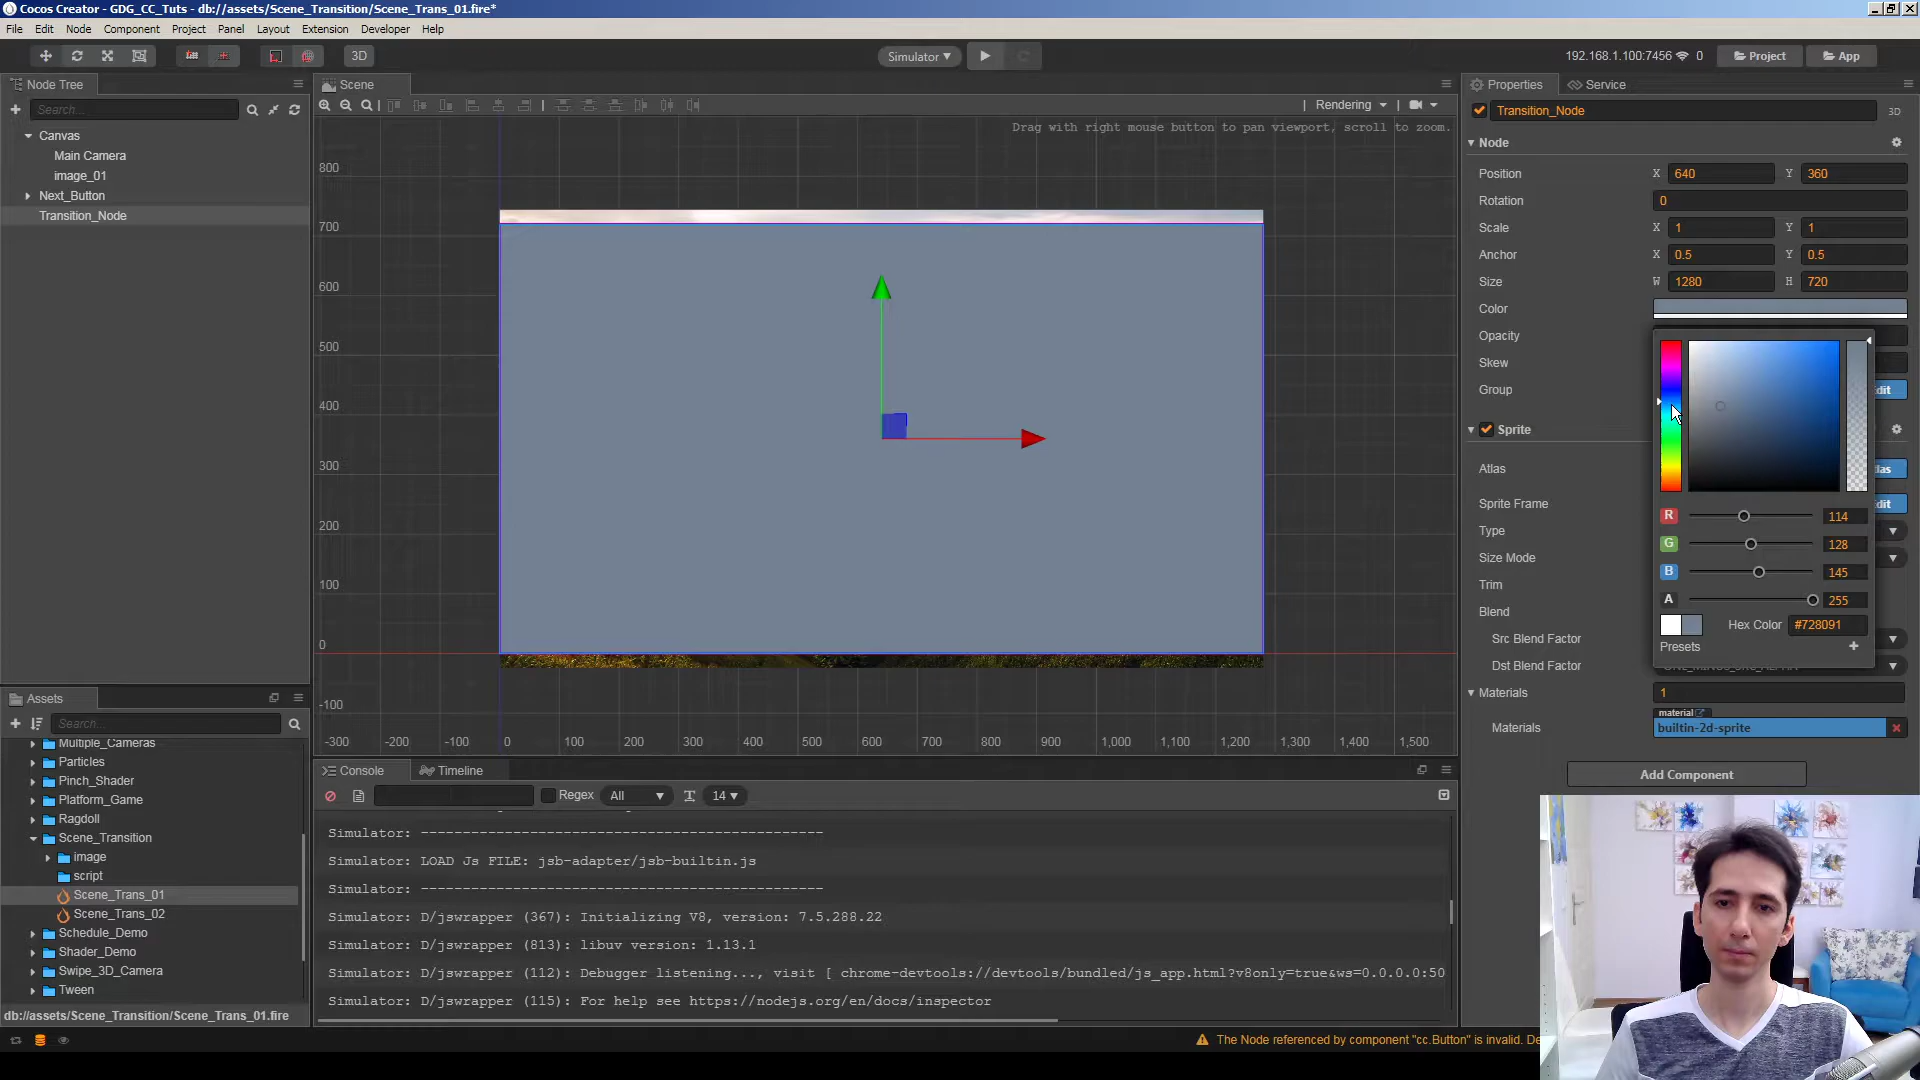 Cocos Creator - GDG_CC_Tuts - db://assets/Scene_Transition/Scene_Trans_01.fire*
File Edit Node Component Project Panel Layout Extension Developer Help
3D
Simulator
192.168.1.100:7456 0
Project
App
Node Tree
Search...
Canvas
Main Camera
image_01
Next_Button
Transition_Node
Scene
Rendering
Drag with right mouse button to pan viewport, scroll to zoom.
800
700
600
500
400
300
200
100
0
-100
-300 -200 -100 0 100 200 300 400 500 600 700 800 900 1,000 1,100 1,200 1,300 1,400 1,500
Assets
Search...
Multiple_Cameras
Particles
Pinch_Shader
Platform_Game
Ragdoll
Scene_Transition
image
script
Scene_Trans_01
Scene_Trans_02
Schedule_Demo
Shader_Demo
Swipe_3D_Camera
Tween
db://assets/Scene_Transition/Scene_Trans_01.fire
Console
Timeline
Regex All 14
Simulator: ------------------------------------------------
Simulator: LOAD Js FILE: jsb-adapter/jsb-builtin.js
Simulator: ------------------------------------------------
Simulator: D/jswrapper (367): Initializing V8, version: 7.5.288.22
Simulator: D/jswrapper (813): libuv version: 1.13.1
Simulator: D/jswrapper (112): Debugger listening..., visit [ chrome-devtools://devtools/bundled/js_app.html?v8only=true&ws=0.0.0.0:50
Simulator: D/jswrapper (115): For help see https://nodejs.org/en/docs/inspector
The Node referenced by component "cc.Button" is invalid. De
Properties
Service
Transition_Node
3D
Node
Position X 640 Y 360
Rotation 0
Scale X 1 Y 1
Anchor X 0.5 Y 0.5
Size W 1280 H 720
Color
Opacity
Skew
Group
dit
Sprite
Atlas
las
Sprite Frame
dit
Type
Size Mode
Trim
Blend
Src Blend Factor
Dst Blend Factor
R 114
G 128
B 145
A 255
Hex Color #728091
Presets
Materials 1
material
Materials builtin-2d-sprite
Add Component